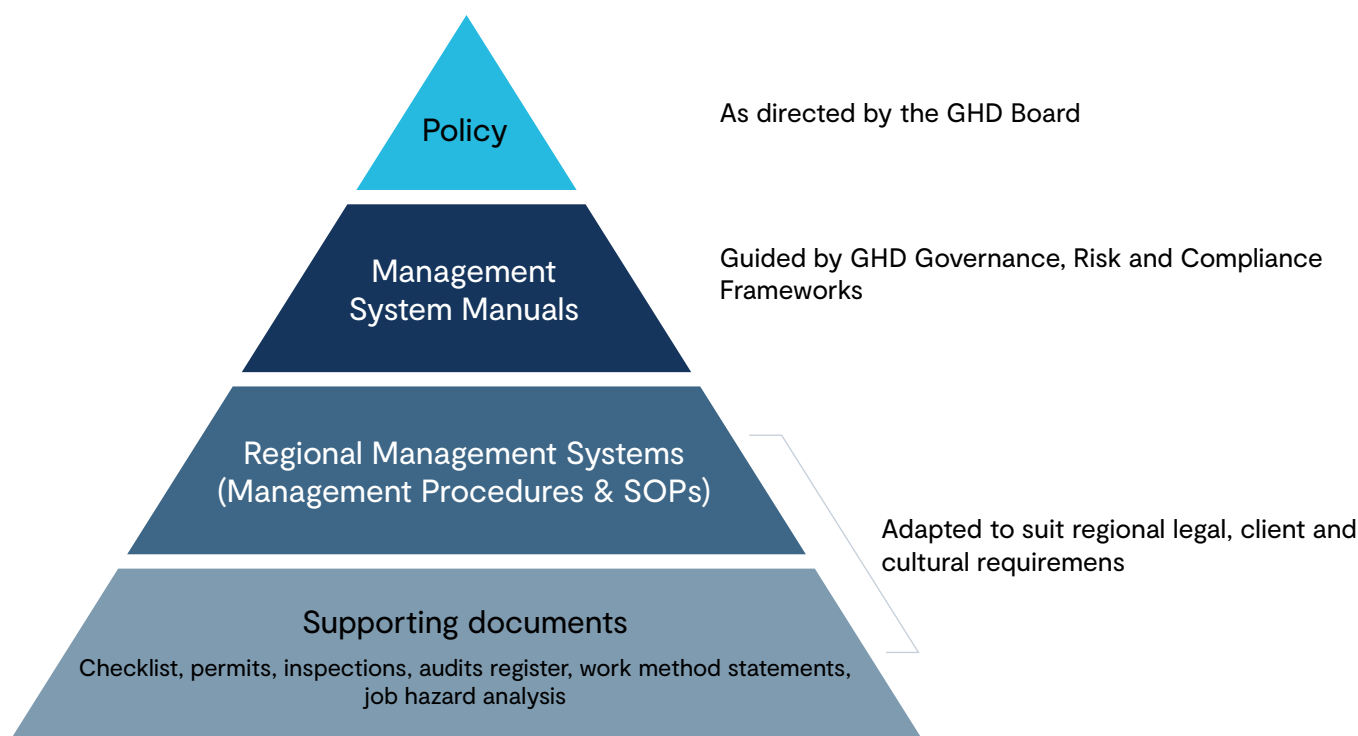 Policy
As directed by the GHD Board
Management
System Manuals
Guided by GHD Governance, Risk and Compliance
Frameworks
Regional Management Systems
(Management Procedures & SOPs)
Adapted to suit regional legal, client and
cultural requiremens
Supporting documents
Checklist, permits, inspections, audits register, work method statements,
job hazard analysis